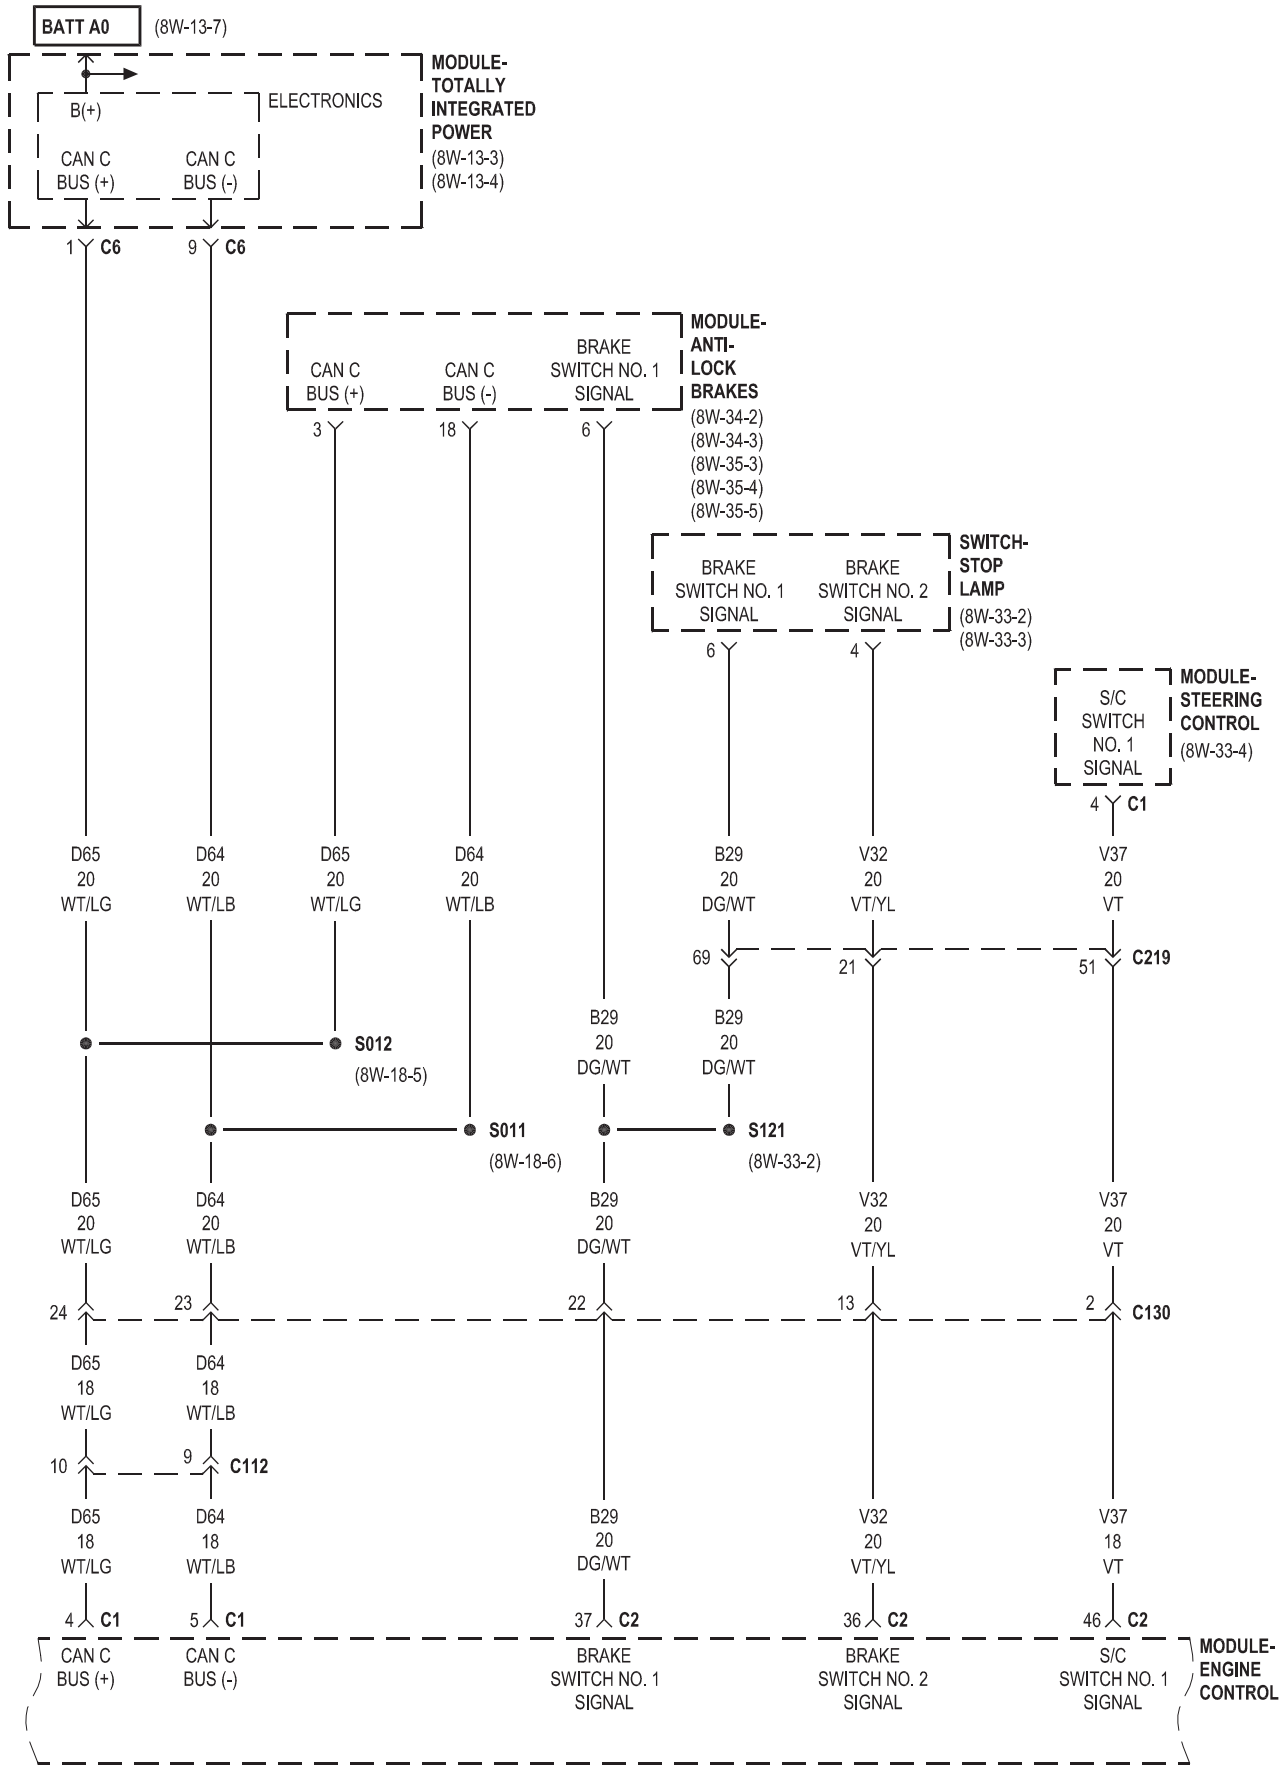 BATT A0 (8W-13-7)
MODULE-
TOTALLY
INTEGRATED
POWER
(8W-13-3)
(8W-13-4)
ELECTRONICS
B(+)
CAN C CAN C
BUS (+) BUS (-)
1 C6 9 C6
MODULE-
ANTI-
LOCK
BRAKES
(8W-34-2)
(8W-34-3)
(8W-35-3)
(8W-35-4)
(8W-35-5)
BRAKE
CAN C CAN C SWITCH NO. 1
BUS (+) BUS (-) SIGNAL
3 18 6
SWITCH-
STOP
LAMP
(8W-33-2)
(8W-33-3)
BRAKE BRAKE
SWITCH NO. 1 SWITCH NO. 2
SIGNAL SIGNAL
6 4
MODULE-
STEERING
CONTROL
(8W-33-4)
S/C
SWITCH
NO. 1
SIGNAL
4 C1
D65 D64 D65 D64 B29 V32 V37
20 20 20 20 20 20 20
WT/LG WT/LB WT/LG WT/LB DG/WT VT/YL VT
69 21 51 C219
B29 B29
20 20
DG/WT DG/WT
S012
(8W-18-5)
S011 S121
(8W-18-6) (8W-33-2)
D65 D64 B29 V32 V37
20 20 20 20 20
WT/LG WT/LB DG/WT VT/YL VT
24 23 22 13 2 C130
D65 D64
18 18
WT/LG WT/LB
10 9 C112
D65 D64 B29 V32 V37
18 18 20 20 18
WT/LG WT/LB DG/WT VT/YL VT
4 C1 5 C1 37 C2 36 C2 46 C2
CAN C CAN C BRAKE BRAKE S/C
BUS (+) BUS (-) SWITCH NO. 1 SWITCH NO. 2 SWITCH NO. 1
SIGNAL SIGNAL SIGNAL
MODULE-
ENGINE
CONTROL